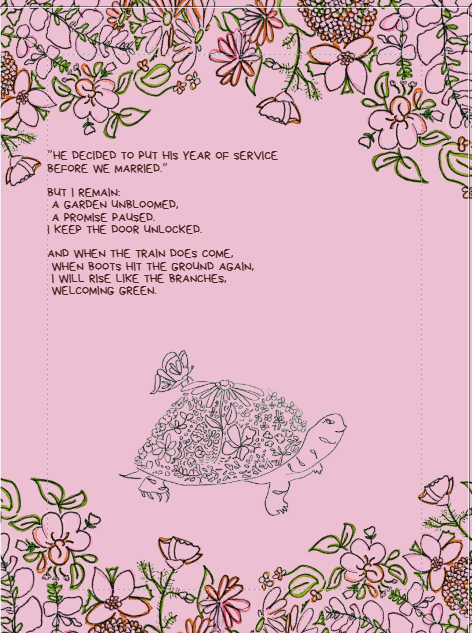 "HE DECIDED TO PUT HIS YEAR OF SERVICE
BEFORE WE MARRIED."
BUT I REMAIN:
A GARDEN UNBLOOMED,
A PROMISE PAUSED.
I KEEP THE DOOR UNLOCKED.
AND WHEN THE TRAIN DOES COME,
WHEN BOOTS HIT THE GROUND AGAIN,
I WILL RISE LIKE THE BRANCHES,
WELCOMING GREEN.